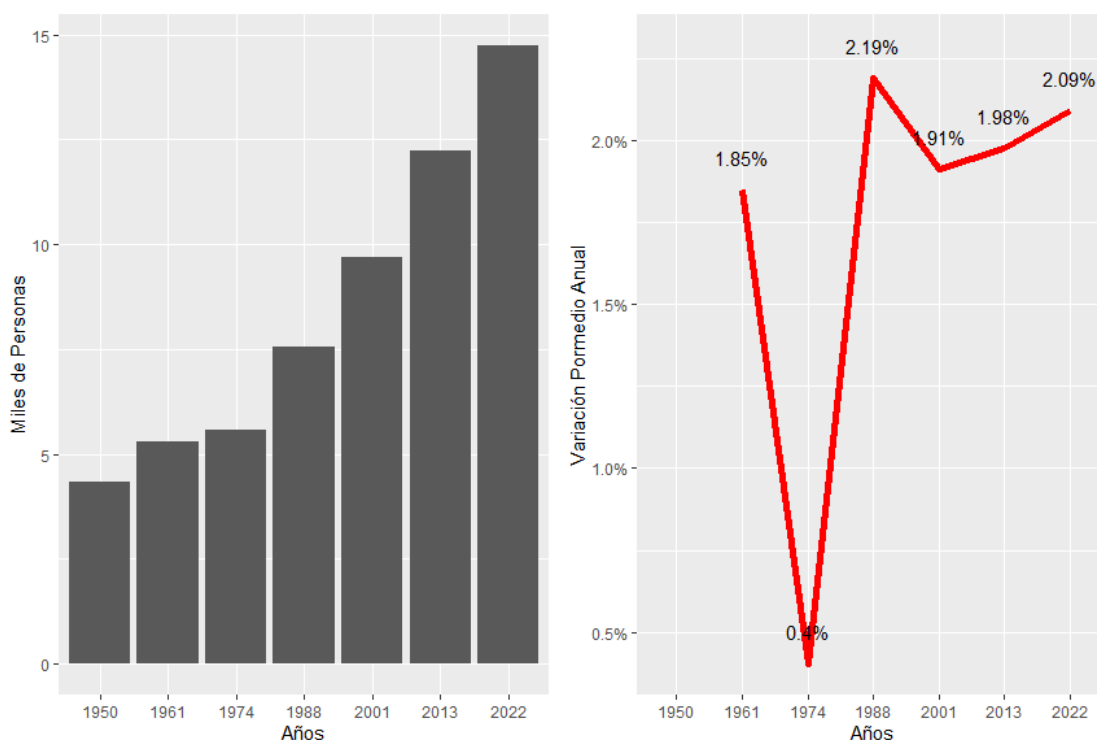 Miles de Personas
15
10
5
0
1950 1961 1974 1988 2001 2013 2022
Años
Variación Pormedio Anual
2.0%
1.5%
1.0%
0.5%
1.85%
0.4%
2.19%
1.91%
1.98%
2.09%
1950 1961 1974 1988 2001 2013 2022
Años